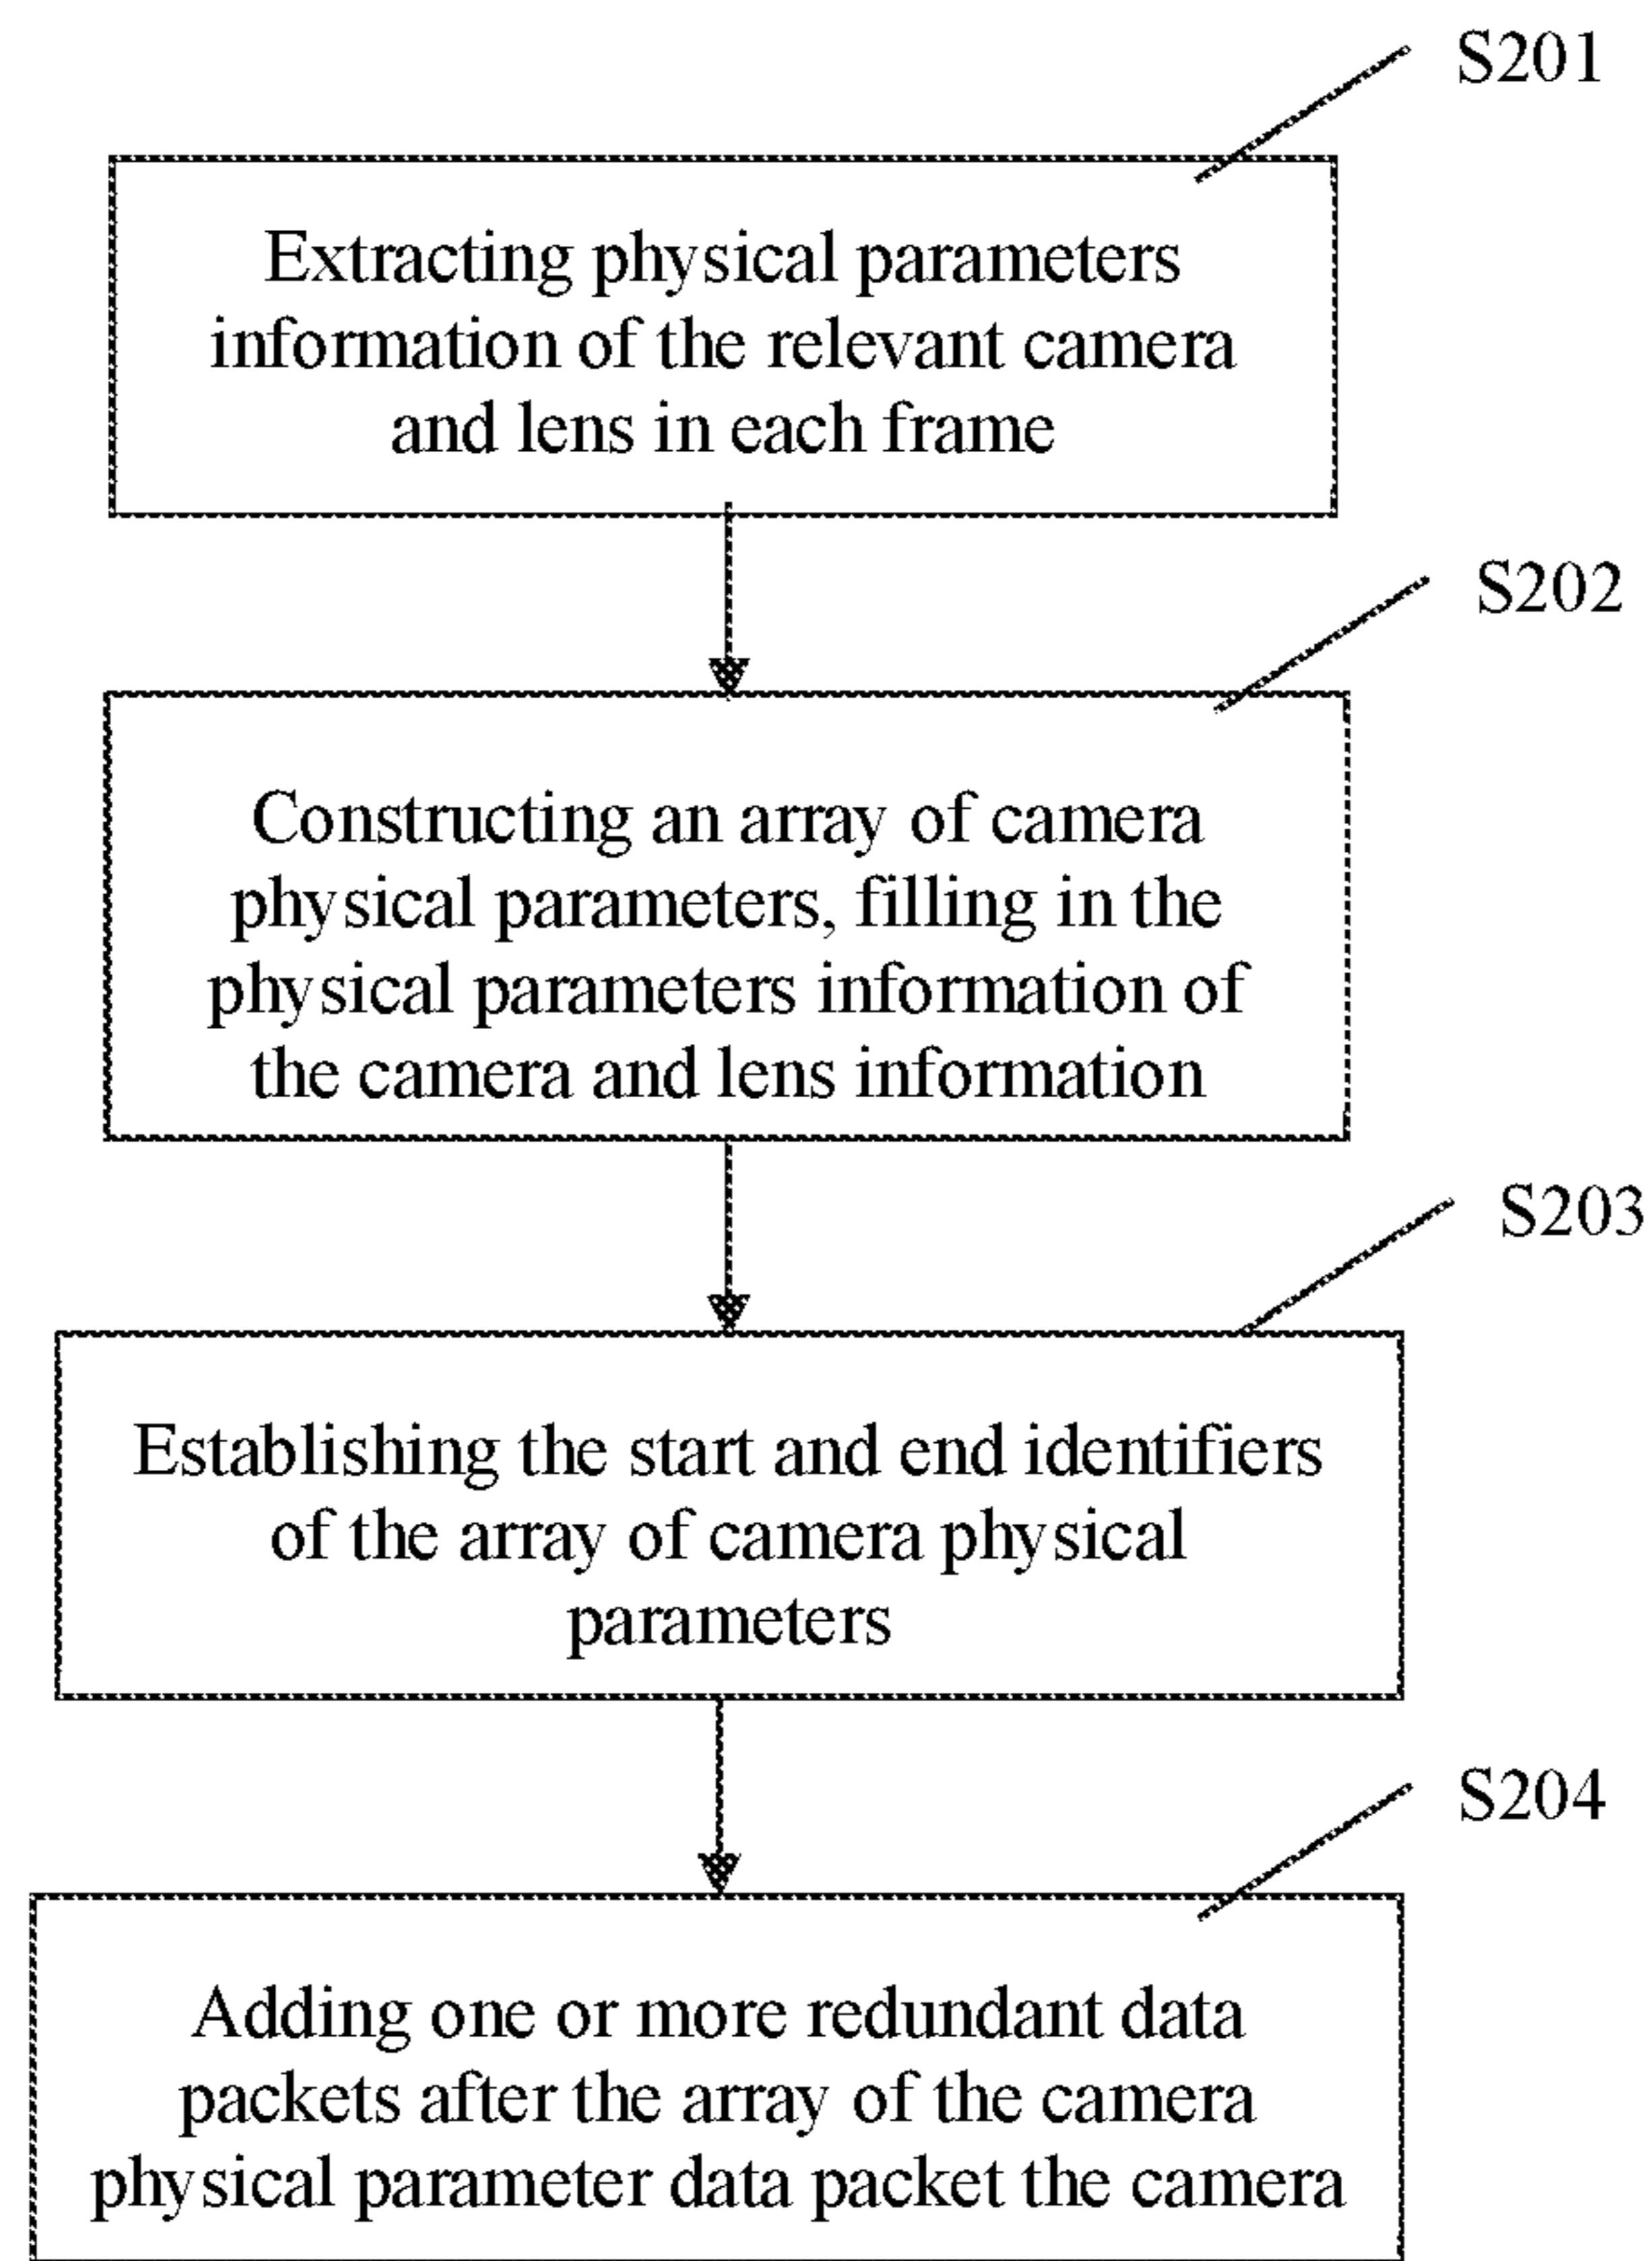 S201
Extracting physical parameters
information of the relevant camera
and lens in each frame
S202
Constructing an array of camera
physical parameters, filling in the
physical parameters information of
the camera and lens information
S203
Establishing the start and end identifiers
of the array of camera physical
parameters
S204
Adding one or more redundant data
packets after the array of the camera
physical parameter data packet the camera